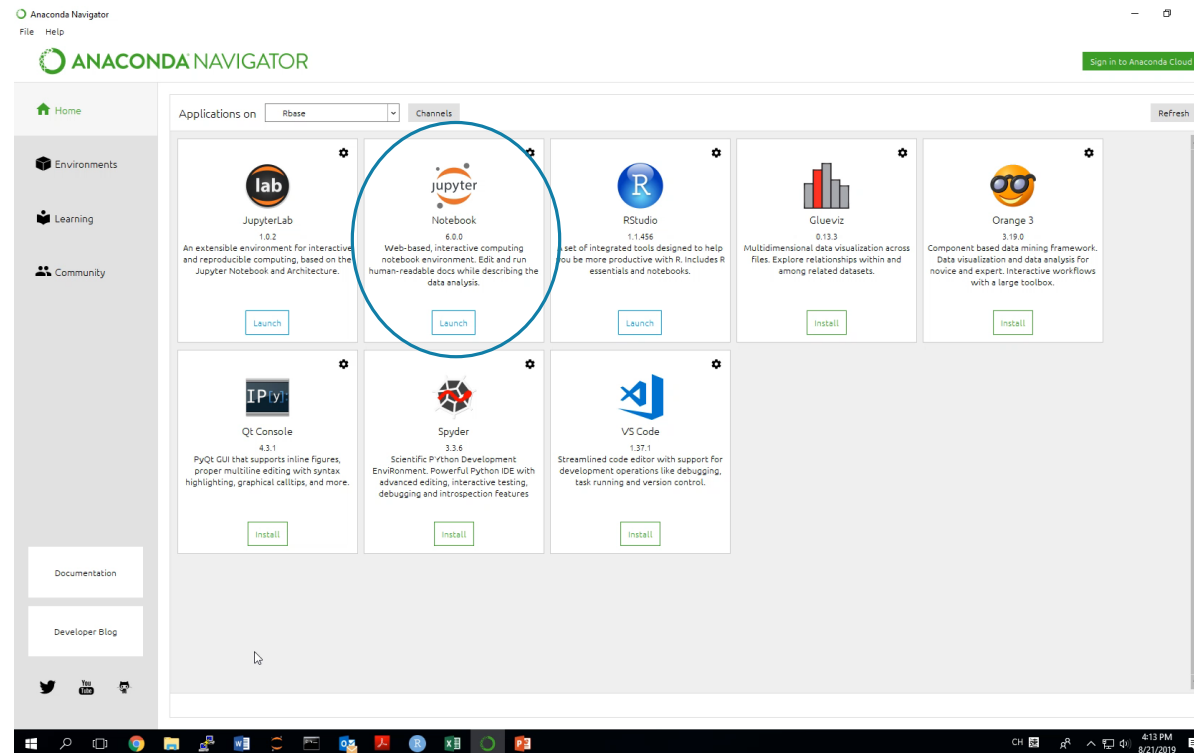 Anaconda Navigator
File Help
ANACONDA NAVIGATOR
Sign in to Anaconda Cloud
Home
Environments
Learning
Community
Documentation
Developer Blog
You
Tube
Applications on Rbase Channels Refresh
lab
JupyterLab
1.0.2
An extensible environment for interactive
and reproducible computing, based on the
Jupyter Notebook and Architecture.
Launch
jupyter
Notebook
6.0.0
Web-based, interactive computing
notebook environment. Edit and run
human-readable docs while describing the
data analysis.
Launch
R
RStudio
1.1.456
A set of integrated tools designed to help
you be more productive with R. Includes R
essentials and notebooks.
Launch
Glueviz
0.13.3
Multidimensional data visualization across
files. Explore relationships within and
among related datasets.
Install
Orange 3
3.19.0
Component based data mining framework.
Data visualization and data analysis for
novice and expert. Interactive workflows
with a large toolbox.
Install
IP[y]:
Qt Console
4.3.1
PyQt GUI that supports inline figures,
proper multiline editing with syntax
highlighting, graphical calltips, and more.
Install
Spyder
3.3.6
Scientific PYthon Development
EnviRonment. Powerful Python IDE with
advanced editing, interactive testing,
debugging and introspection features
Install
VS Code
1.37.1
Streamlined code editor with support for
development operations like debugging,
task running and version control.
Install
CH
4:13 PM
8/21/2019